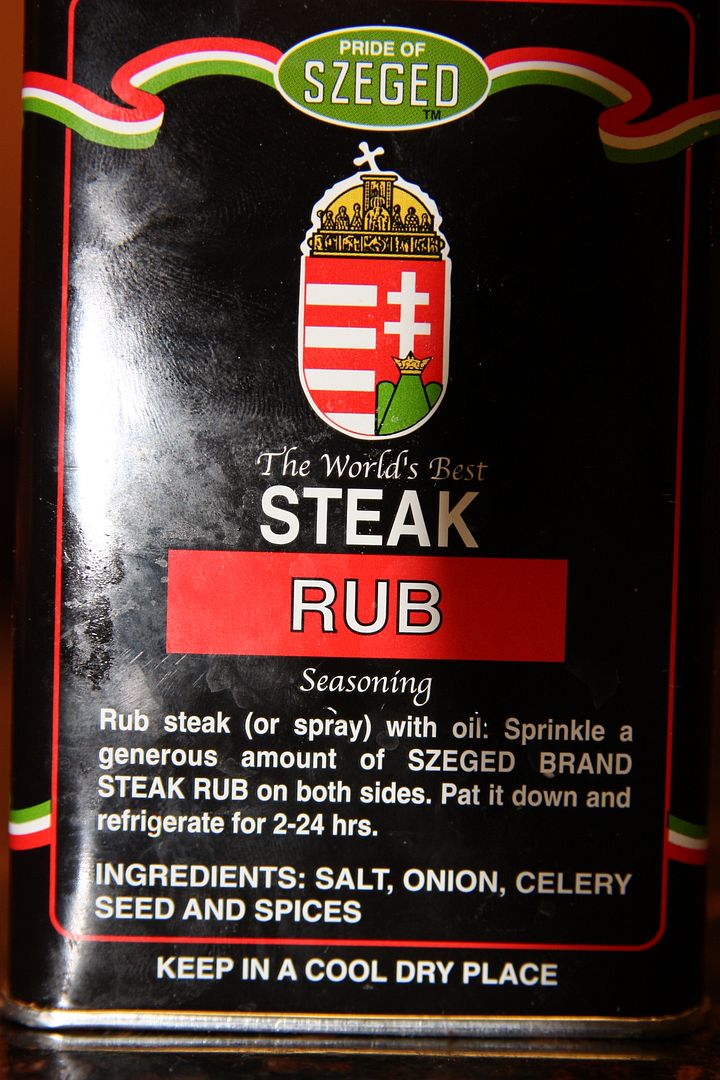 PRIDE OF
SZEGED
TM
The World's Best
STEAK
RUB
Seasoning
Rub steak (or spray) with oil: Sprinkle a
generous amount of SZEGED BRAND
STEAK RUB on both sides. Pat it down and
refrigerate for 2-24 hrs.
INGREDIENTS: SALT, ONION, CELERY
SEED AND SPICES
KEEP IN A COOL DRY PLACE